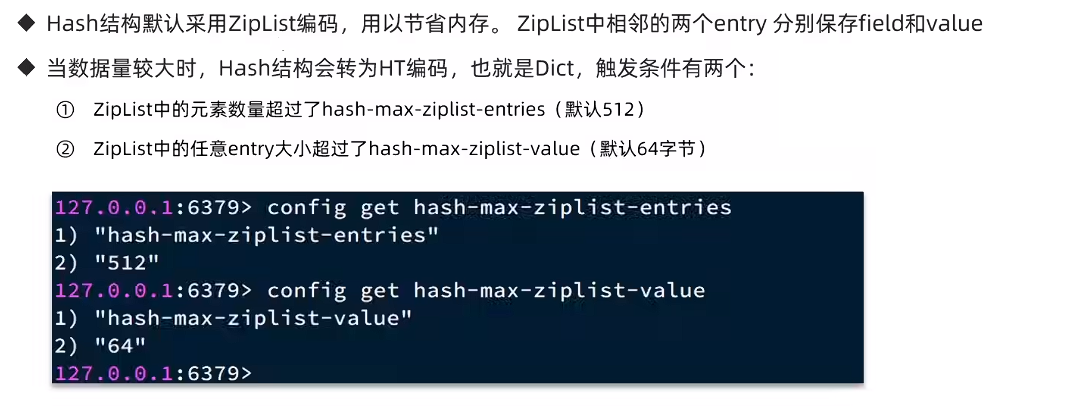 ◆ Hash结构默认采用ZipList编码，用以节省内存。 ZipList中相邻的两个entry 分别保存field和value
◆ 当数据量较大时，Hash结构会转为HT编码，也就是Dict，触发条件有两个：
① ZipList中的元素数量超过了hash-max-ziplist-entries（默认512）
② ZipList中的任意entry大小超过了hash-max-ziplist-value（默认64字节）
127.0.0.1:6379> config get hash-max-ziplist-entries
1) "hash-max-ziplist-entries"
2) "512"
127.0.0.1:6379> config get hash-max-ziplist-value
1) "hash-max-ziplist-value"
2) "64"
127.0.0.1:6379>